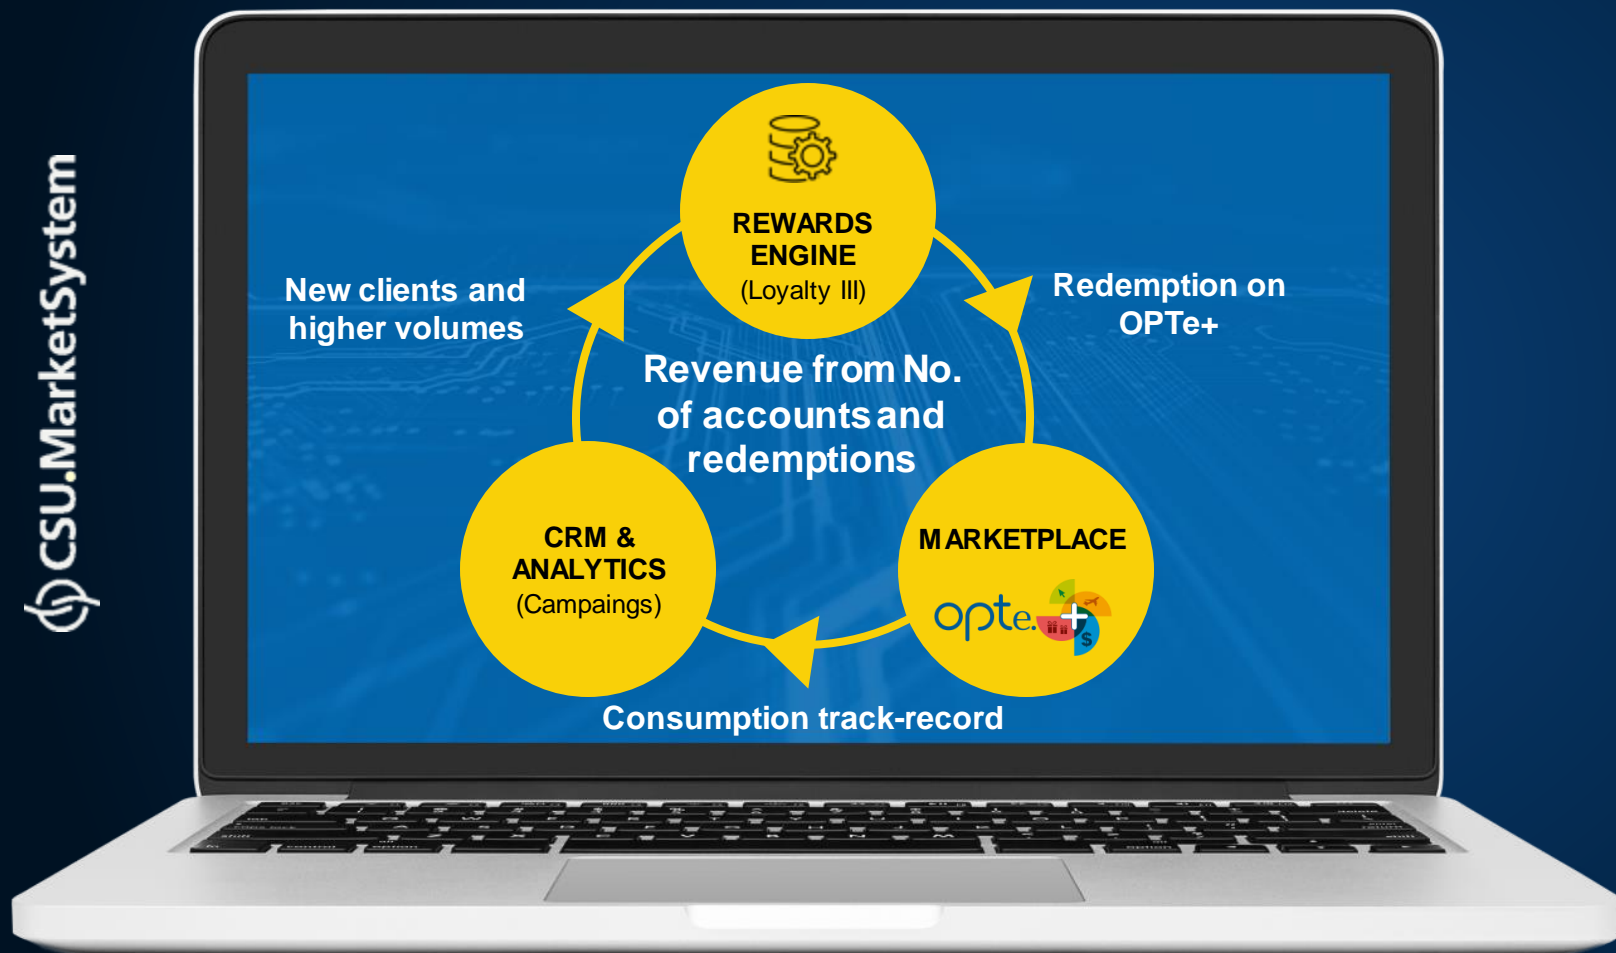 CSU.MarketSystem
REWARDS
ENGINE
(Loyalty III)
New clients and
higher volumes
Redemption on
OPTe+
Revenue from No.
of accounts and
redemptions
CRM &
ANALYTICS
(Campaings)
MARKETPLACE
opte.+
$
Consumption track-record